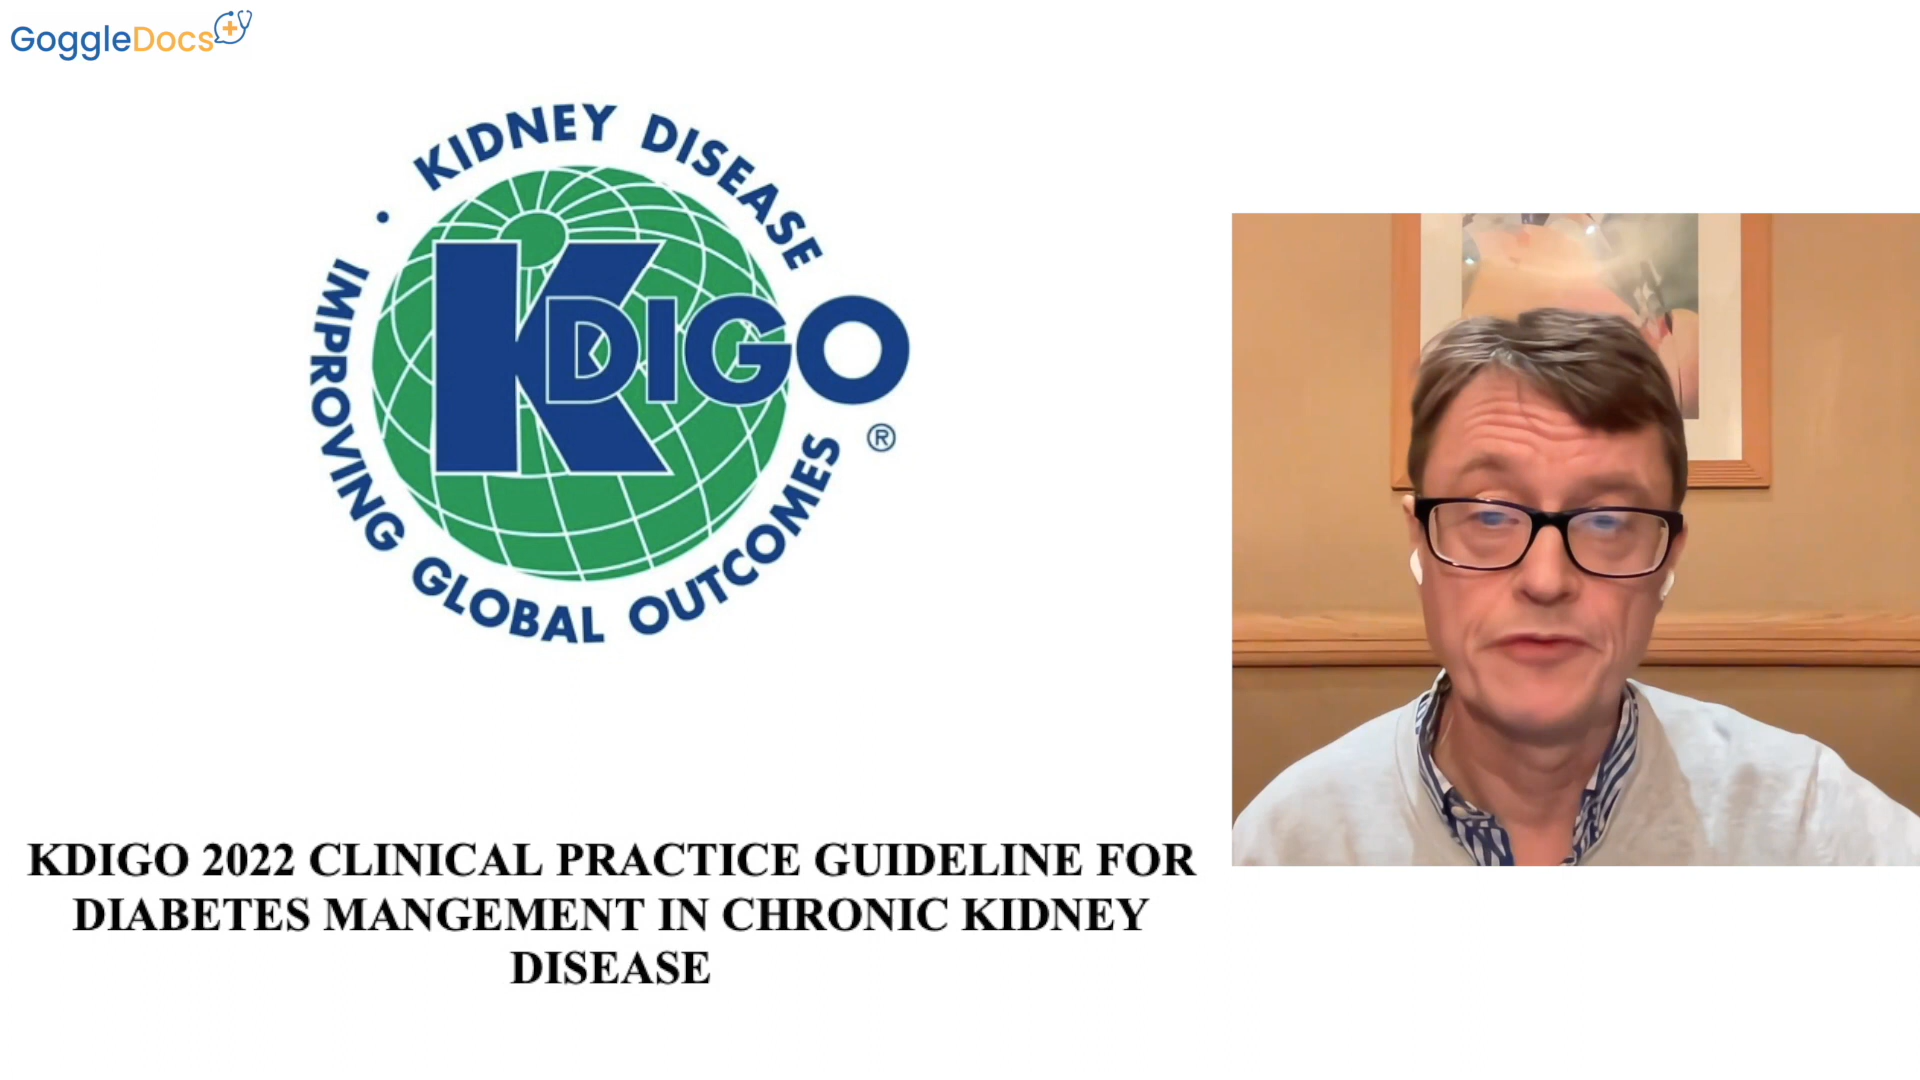 GoggleDocs
· KIDNEY DISEASE
IMPROVING GLOBAL OUTCOMES
KDIGO
®
KDIGO 2022 CLINICAL PRACTICE GUIDELINE FOR
DIABETES MANGEMENT IN CHRONIC KIDNEY
DISEASE